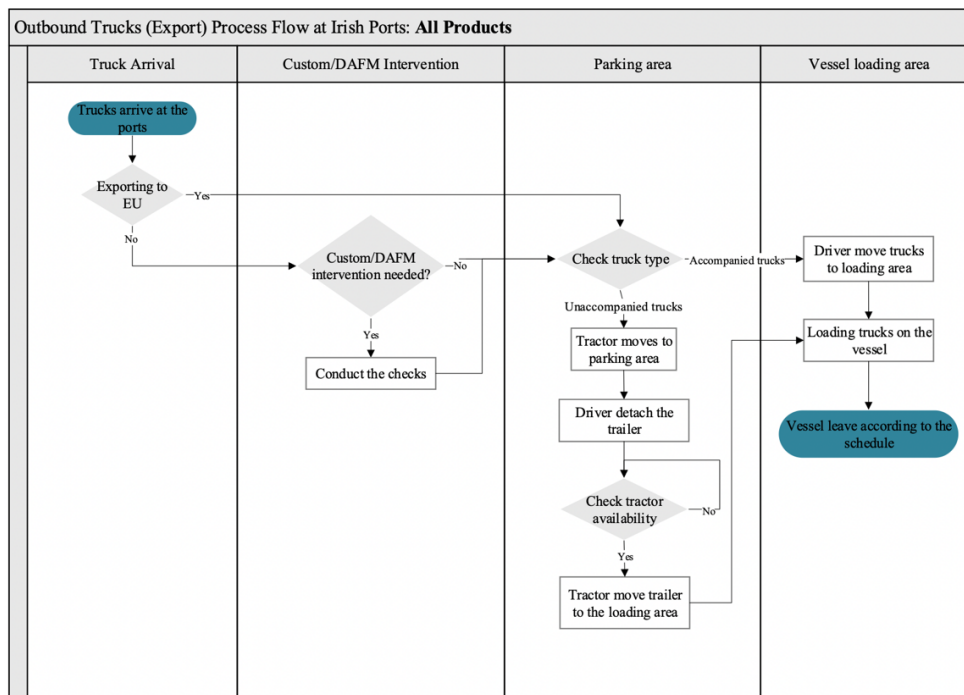 Outbound Trucks (Export) Process Flow at Irish Ports: All Products
Truck Arrival
Custom/DAFM Intervention
Parking area
Vessel loading area
Trucks arrive at the
ports
Exporting to
EU
Yes
No
Custom/DAFM
intervention needed?
No
Yes
Conduct the checks
Check truck type
Accompanied trucks
Unaccompanied trucks
Tractor moves to
parking area
Driver detach the
trailer
Check tractor
availability
No
Yes
Tractor move trailer
to the loading area
Driver move trucks
to loading area
Loading trucks on the
vessel
Vessel leave according to the
schedule